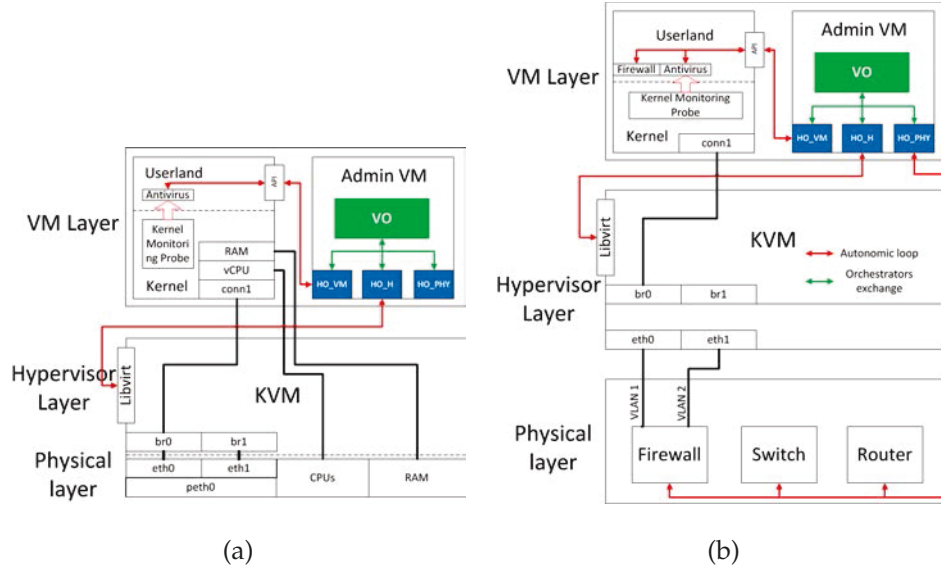 Userland
API
Antivirus
Kernel
Monitori
ng Probe
Kernel
RAM
vCPU
conn1
VM Layer
Admin VM
VO
HO_VM
HO_H
HO_PHY
Hypervisor
Layer
Libvirt
KVM
br0
br1
Physical
layer
eth0
eth1
peth0
CPUs
RAM
(a)
Userland
API
Firewall
Antivirus
Kernel Monitoring
Probe
Kernel
conn1
VM Layer
Admin VM
VO
HO_VM
HO_H
HO_PHY
Libvirt
KVM
Autonomic loop
Orchestrators
exchange
Hypervisor
Layer
br0
br1
eth0
eth1
VLAN 1
VLAN 2
Physical
layer
Firewall
Switch
Router
(b)